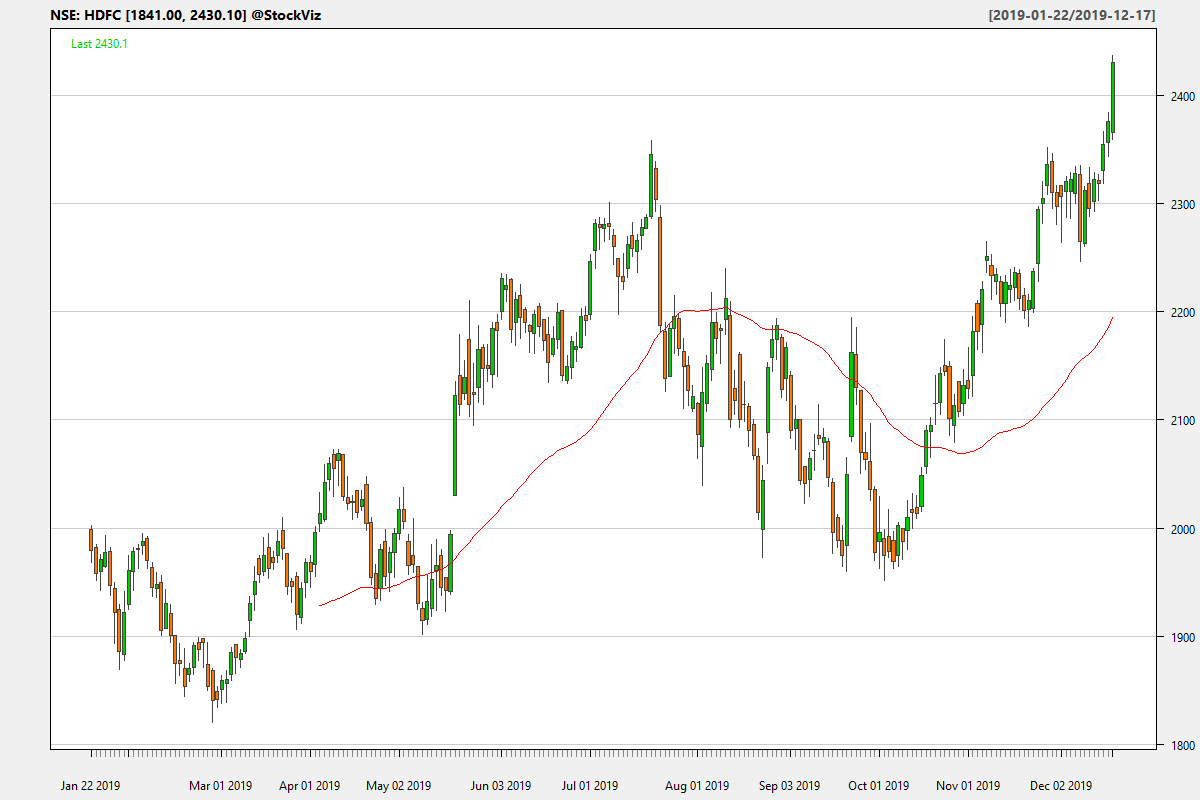 NSE: HDFC [1841.00, 2430.10] @StockViz [2019-01-22/2019-12-17]
Last 2430.1
2400
2300
2200
2100
2000
1900
1800
Jan 22 2019 Mar 01 2019 Apr 01 2019 May 02 2019 Jun 03 2019 Jul 01 2019 Aug 01 2019 Sep 03 2019 Oct 01 2019 Nov 01 2019 Dec 02 2019